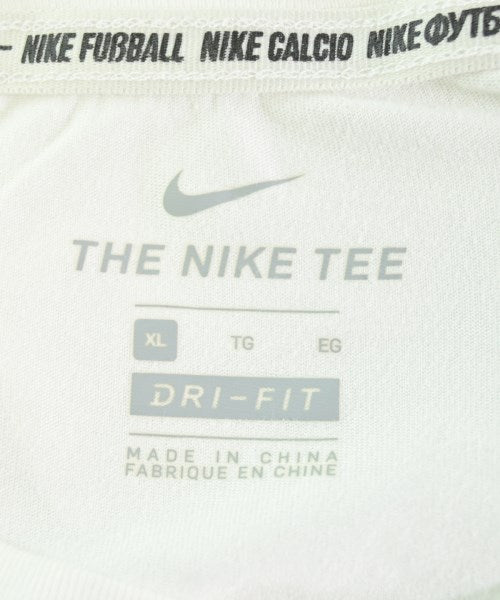 NIKE FUẞBALL NIKE CALCIO NIKE
THE NIKE TEE
XL TG EG
DRI-FIT
MADE IN CHINA
FABRIQUE EN CHINE